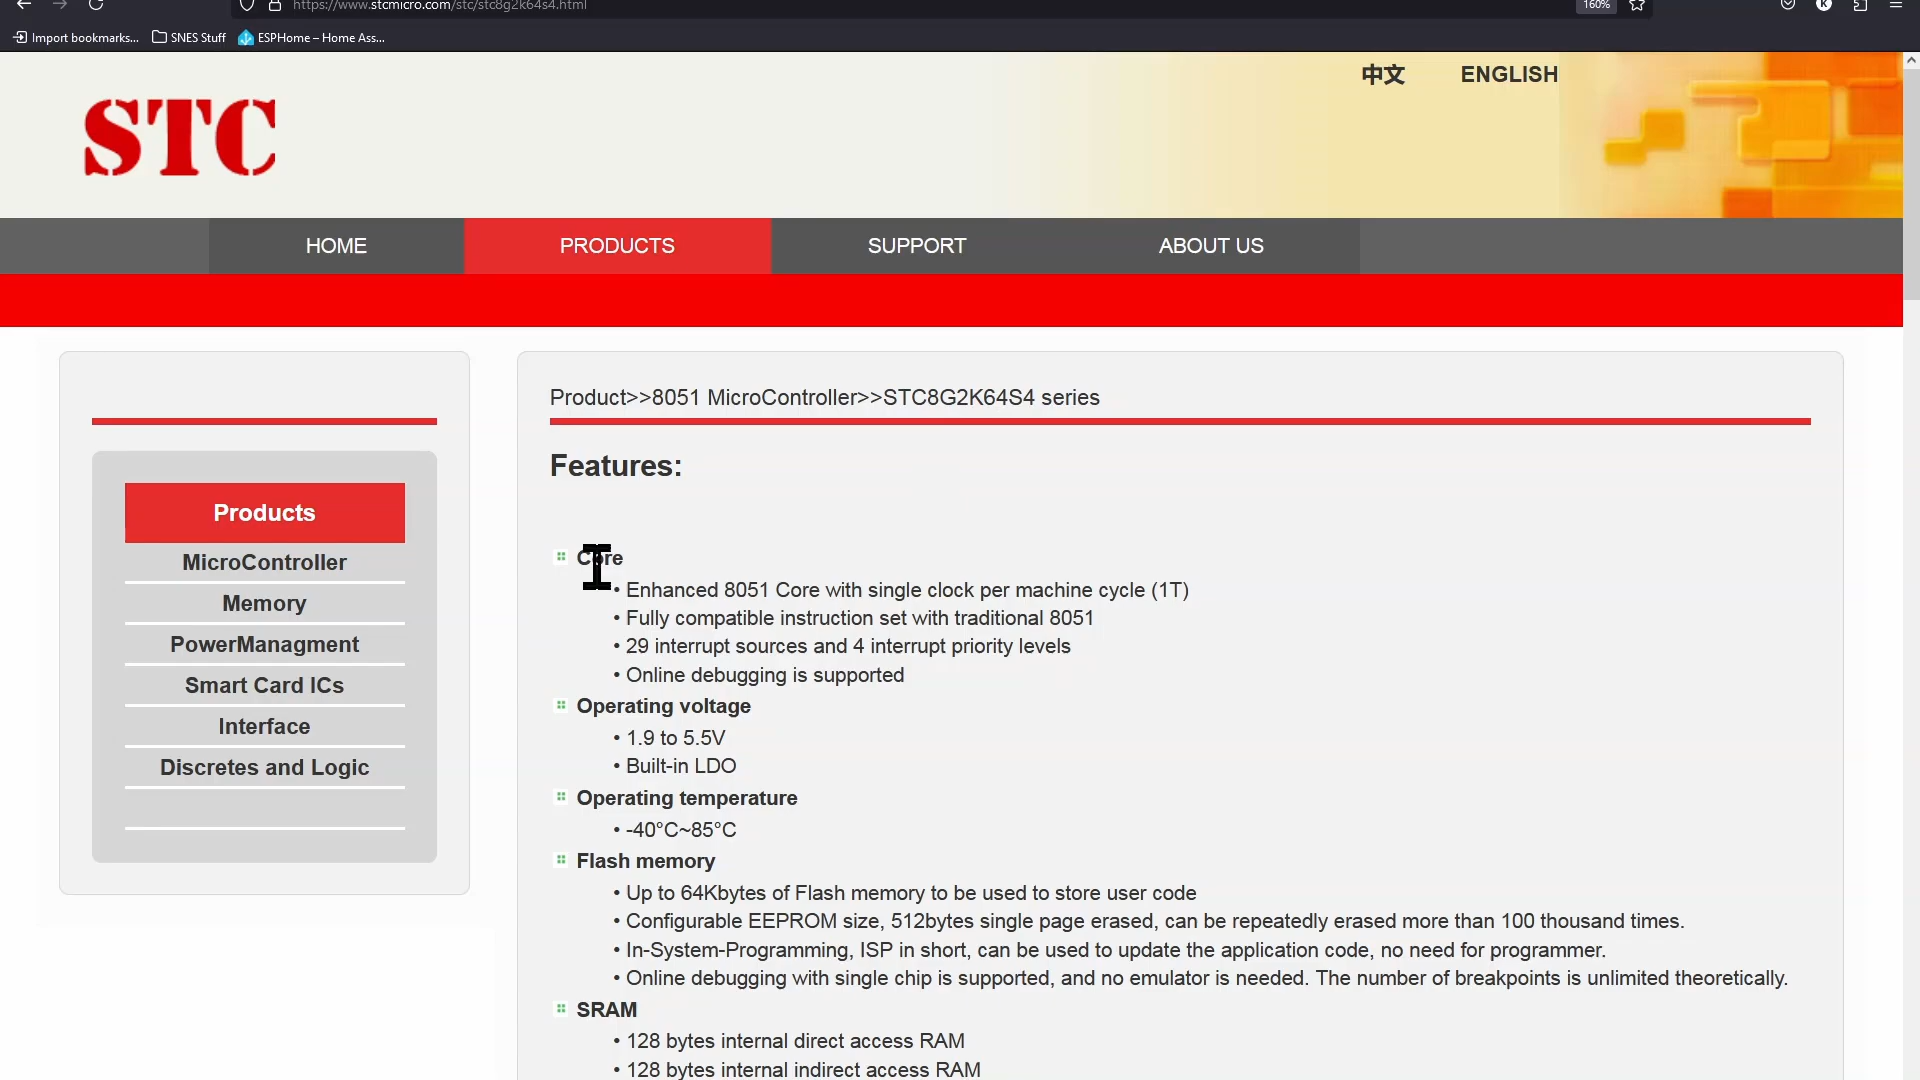 https://www.stcmicro.com/stc/stc8g2k64s4.html
160%
K
Import bookmarks...
SNES Stuff
ESPHome – Home Ass...
中文
ENGLISH
STC
HOME
PRODUCTS
SUPPORT
ABOUT US
Products
MicroController
Memory
PowerManagment
Smart Card ICs
Interface
Discretes and Logic
Product>>8051 MicroController>>STC8G2K64S4 series
Features:
Core
• Enhanced 8051 Core with single clock per machine cycle (1T)
• Fully compatible instruction set with traditional 8051
• 29 interrupt sources and 4 interrupt priority levels
• Online debugging is supported
Operating voltage
• 1.9 to 5.5V
• Built-in LDO
Operating temperature
• -40°C~85°C
Flash memory
• Up to 64Kbytes of Flash memory to be used to store user code
• Configurable EEPROM size, 512bytes single page erased, can be repeatedly erased more than 100 thousand times.
• In-System-Programming, ISP in short, can be used to update the application code, no need for programmer.
• Online debugging with single chip is supported, and no emulator is needed. The number of breakpoints is unlimited theoretically.
SRAM
• 128 bytes internal direct access RAM
• 128 bytes internal indirect access RAM